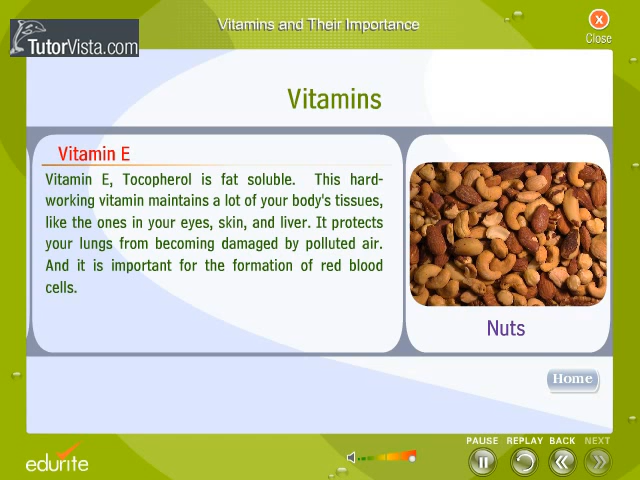 Vitamins and Their Importance
Close
TutorVista.com
Vitamins
Vitamin E
Vitamin E, Tocopherol is fat soluble. This hard-
working vitamin maintains a lot of your body's tissues,
like the ones in your eyes, skin, and liver. It protects
your lungs from becoming damaged by polluted air.
And it is important for the formation of red blood
cells.
Nuts
Home
PAUSE REPLAY BACK NEXT
edurite